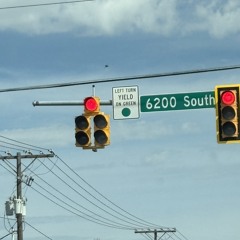 LEFT TURN
YIELD
ON GREEN
6200 South